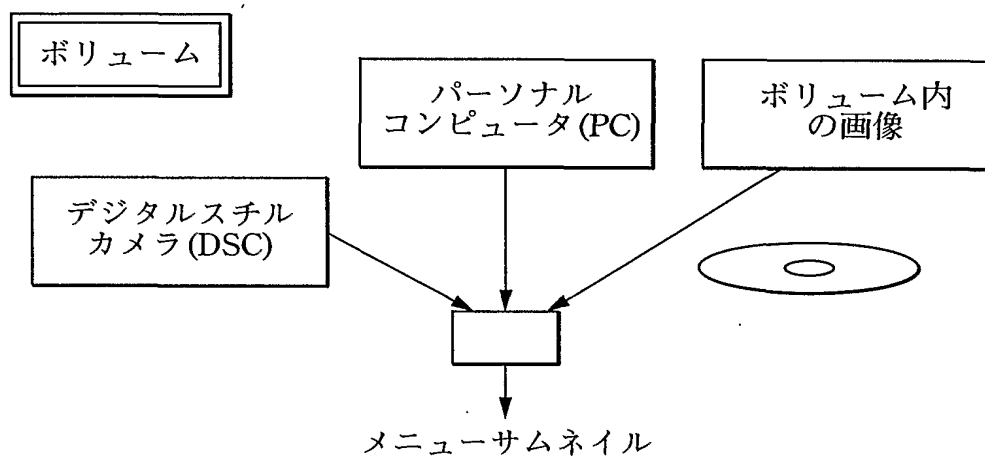 ボリューム
パーソナル
コンピュータ(PC)
ボリューム内
の画像
デジタルスチル
カメラ(DSC)
メニューサムネイル